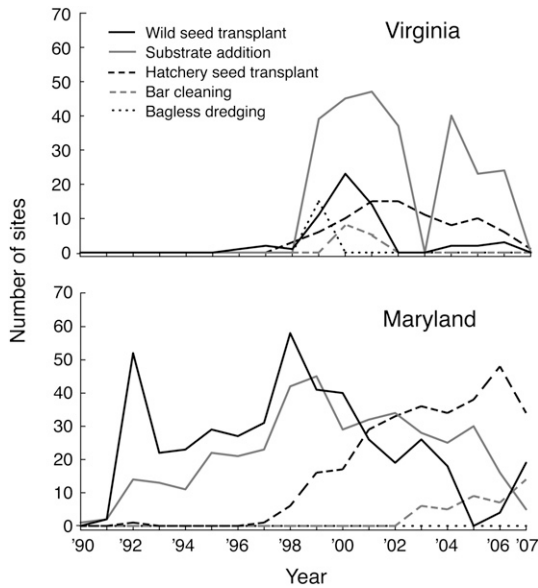 70
60
50
40
30
20
10
0
Wild seed transplant
Substrate addition
Hatchery seed transplant
Bar cleaning
Bagless dredging
Virginia
Number of sites
70
60
50
40
30
20
10
0
Maryland
'90 '92 '94 '96 '98 '00 '02 '04 '06 '07
Year